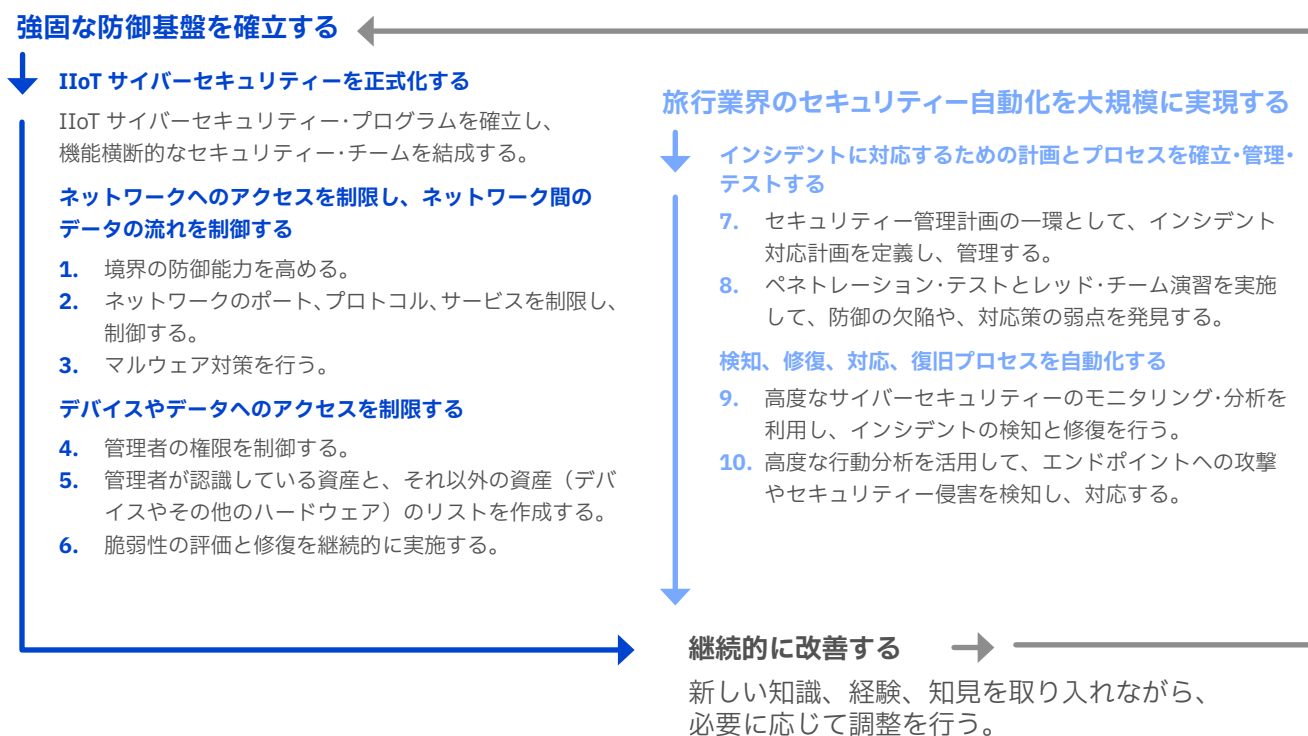 強固な防御基盤を確立する
IIoT サイバーセキュリティーを正式化する
IIoT サイバーセキュリティー・プログラムを確立し、
機能横断的なセキュリティー・チームを結成する。
ネットワークへのアクセスを制限し、ネットワーク間の
データの流れを制御する
1. 境界の防御能力を高める。
2. ネットワークのポート、プロトコル、サービスを制限し、
制御する。
3. マルウェア対策を行う。
デバイスやデータへのアクセスを制限する
4. 管理者の権限を制御する。
5. 管理者が認識している資産と、それ以外の資産（デバ
イスやその他のハードウェア）のリストを作成する。
6. 脆弱性の評価と修復を継続的に実施する。
旅行業界のセキュリティー自動化を大規模に実現する
インシデントに対応するための計画とプロセスを確立・管理・
テストする
7. セキュリティー管理計画の一環として、インシデント
対応計画を定義し、管理する。
8. ペネトレーション・テストとレッド・チーム演習を実施
して、防御の欠陥や、対応策の弱点を発見する。
検知、修復、対応、復旧プロセスを自動化する
9. 高度なサイバーセキュリティーのモニタリング・分析を
利用し、インシデントの検知と修復を行う。
10. 高度な行動分析を活用して、エンドポイントへの攻撃
やセキュリティー侵害を検知し、対応する。
継続的に改善する
新しい知識、経験、知見を取り入れながら、
必要に応じて調整を行う。